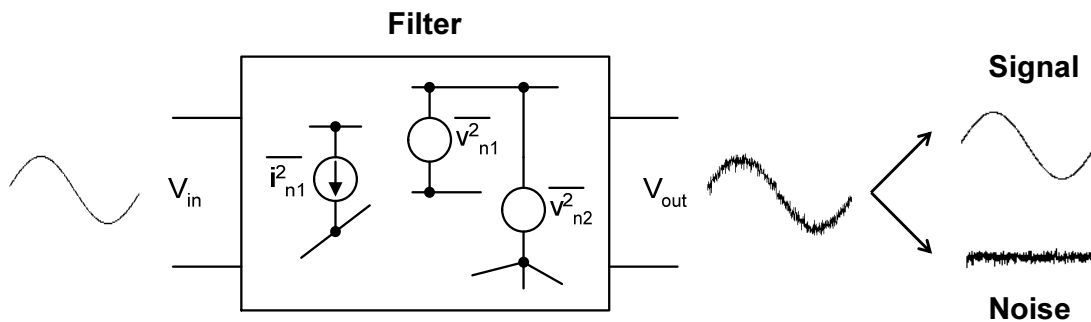 Filter
Signal
V_in
i²_n1
v²_n1
v²_n2
V_out
Noise